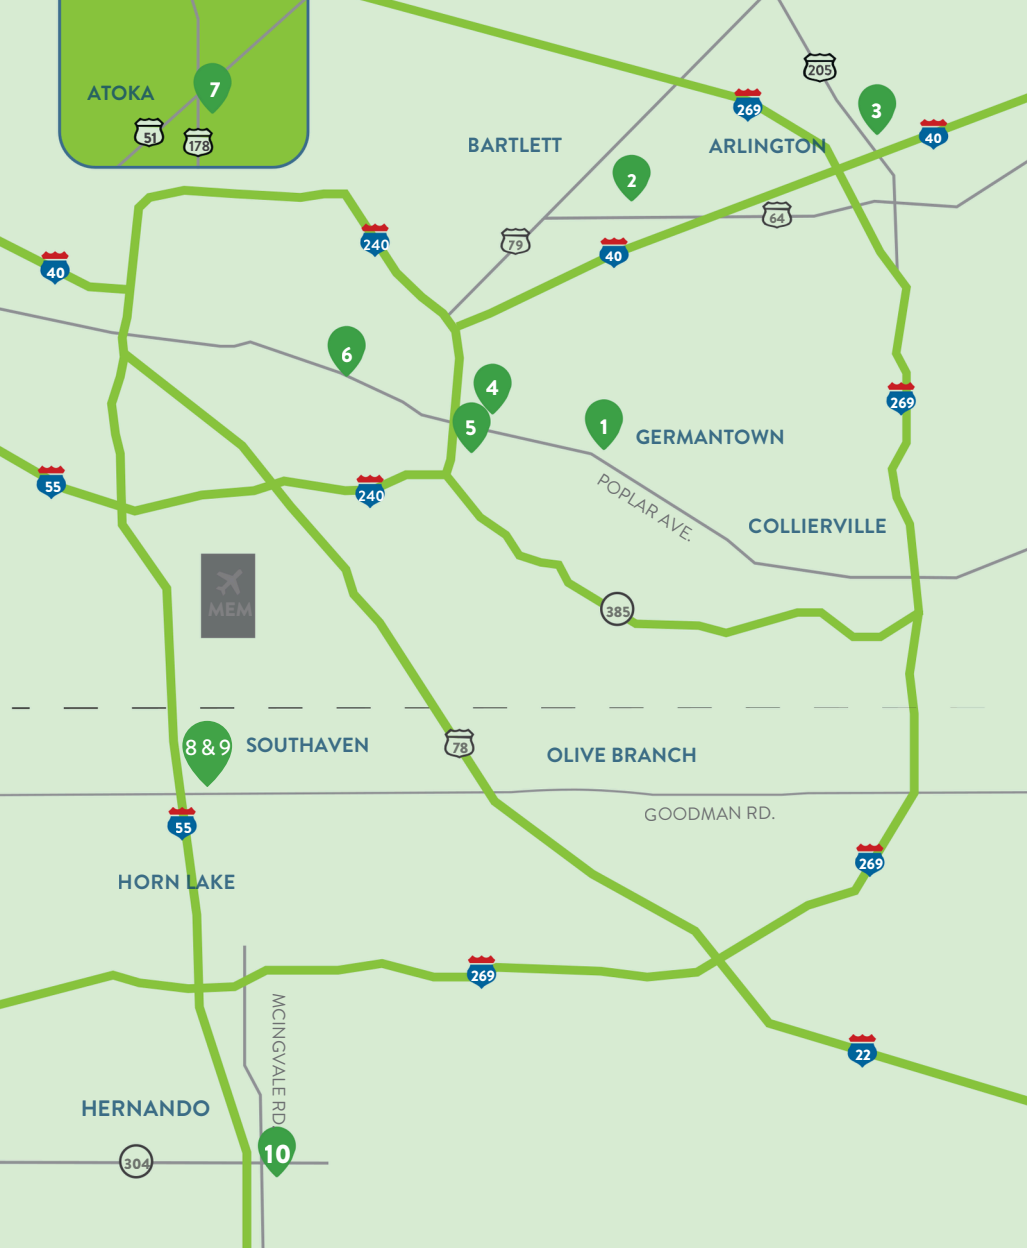 7
ATOKA
51
178
205
269
3
40
BARTLETT
ARLINGTON
2
64
79
240
40
40
6
4
5
1
269
GERMANTOWN
POPLAR AVE.
55
240
COLLIERVILLE
MEM
385
8 & 9
SOUTHAVEN
78
OLIVE BRANCH
GOODMAN RD.
55
269
HORN LAKE
269
MCINGVALE RD
22
HERNANDO
10
304